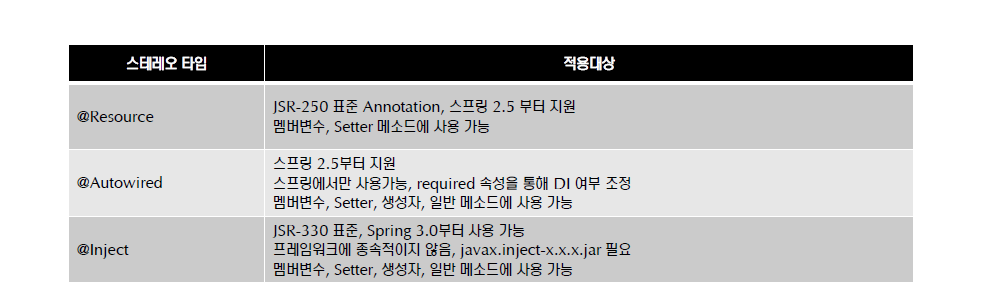 스테레오 타입
적용대상
@Resource
JSR-250 표준 Annotation, 스프링 2.5 부터 지원
멤버변수, Setter 메소드에 사용 가능
@Autowired
스프링 2.5부터 지원
스프링에서만 사용가능, required 속성을 통해 DI 여부 조정
멤버변수, Setter, 생성자, 일반 메소드에 사용 가능
@Inject
JSR-330 표준, Spring 3.0부터 사용 가능
프레임워크에 종속적이지 않음, javax.inject-x.x.x.jar 필요
멤버변수, Setter, 생성자, 일반 메소드에 사용 가능